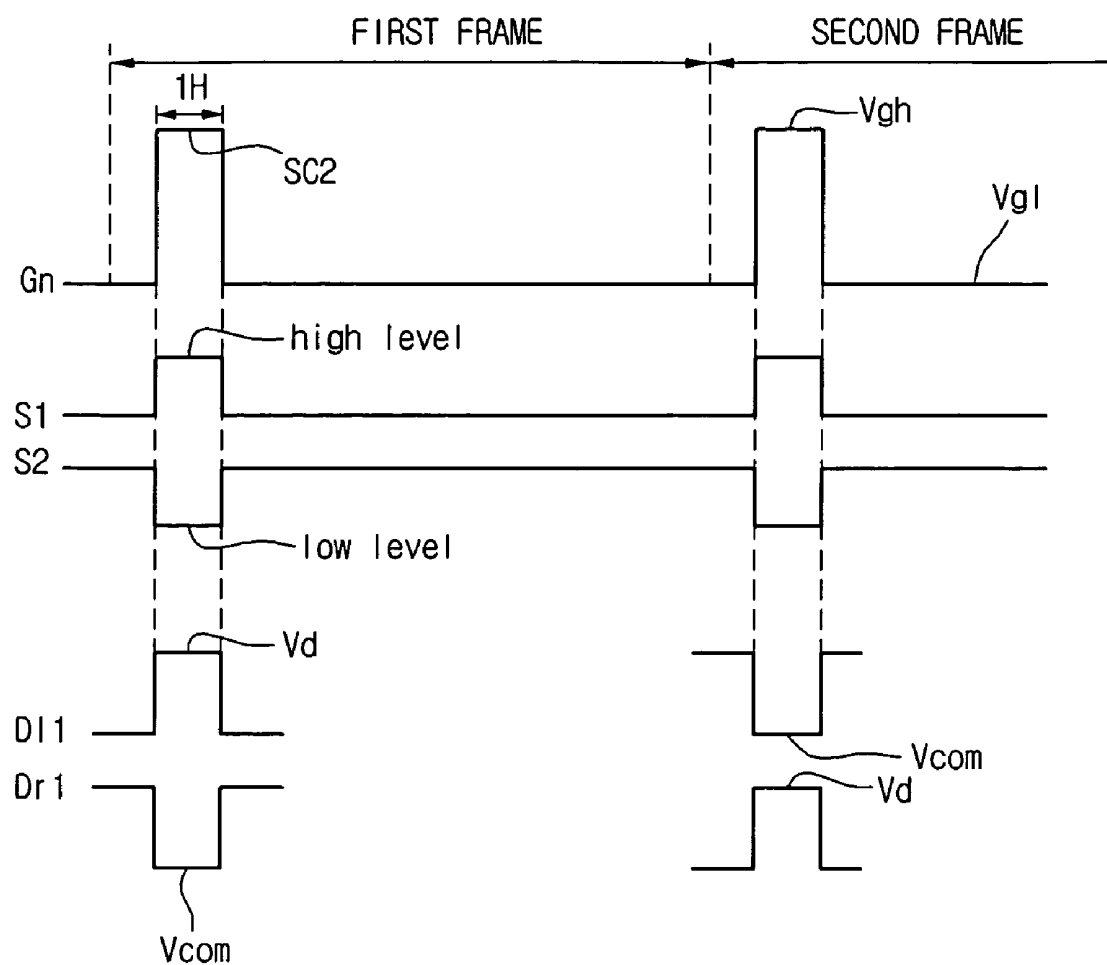 FIRST FRAME
SECOND FRAME
1H
Vgh
SC2
Vgl
Gn
high level
S1
S2
low level
Vd
Dl1
Vcom
Dr1
Vd
Vcom